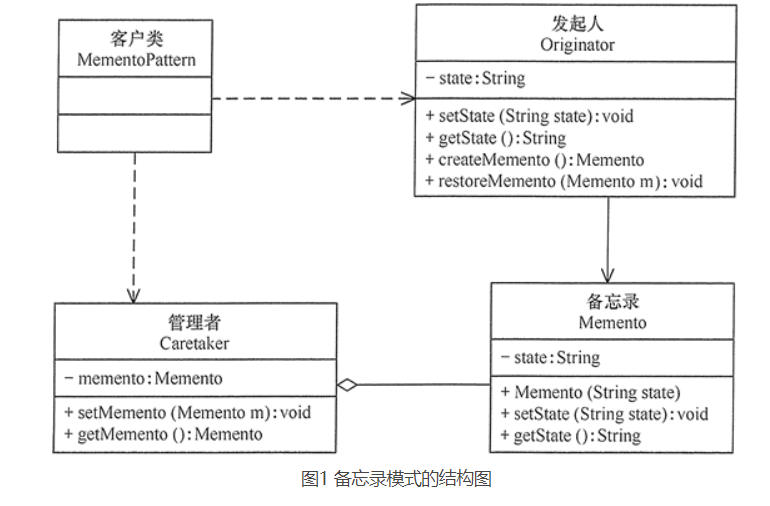 客户类
MementoPattern
发起人
Originator
− state:String
+ setState (String state):void
+ getState ():String
+ createMemento ():Memento
+ restoreMemento (Memento m):void
管理者
Caretaker
− memento:Memento
+ setMemento (Memento m):void
+ getMemento ():Memento
备忘录
Memento
− state:String
+ Memento (String state)
+ setState (String state):void
+ getState ():String
图1 备忘录模式的结构图